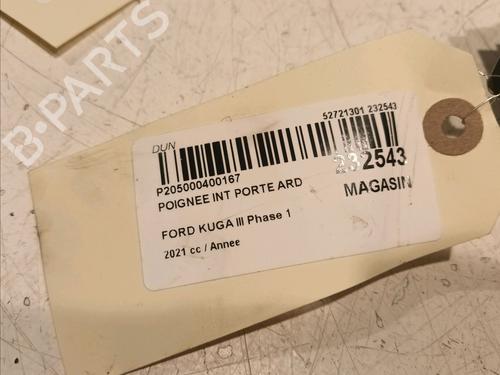 B·PARTS
52721301 232543
DUN
P205000400167
232543
POIGNEE INT PORTE ARD
MAGASIN
FORD KUGA III Phase 1
2021 cc / Annee